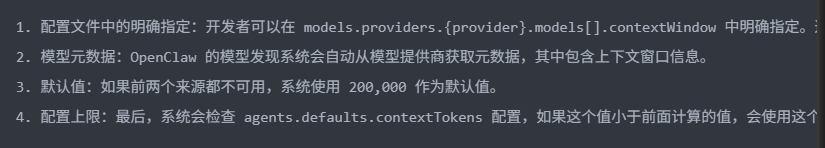 1. 配置文件中的明确指定：开发者可以在 models.providers.{provider}.models[].contextWindow 中明确指定。
2. 模型元数据：OpenClaw 的模型发现系统会自动从模型提供商获取元数据，其中包含上下文窗口信息。
3. 默认值：如果前两个来源都不可用，系统使用 200,000 作为默认值。
4. 配置上限：最后，系统会检查 agents.defaults.contextTokens 配置，如果这个值小于前面计算的值，会使用这个